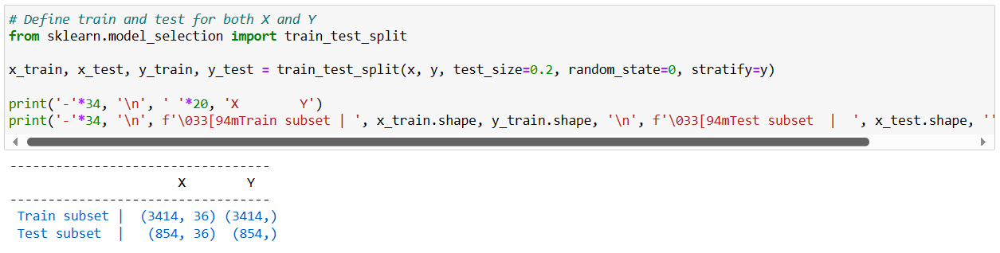 # Define train and test for both X and Y
from sklearn.model_selection import train_test_split
x_train, x_test, y_train, y_test = train_test_split(x, y, test_size=0.2, random_state=0, stratify=y)
print('-'*34, '\n', ' '*20, 'X        Y')
print('-'*34, '\n', f'\033[94mTrain subset | ', x_train.shape, y_train.shape, '\n', f'\033[94mTest subset  |  ', x_test.shape, ''
----------------------------------
                      X        Y
----------------------------------
 Train subset |  (3414, 36) (3414,)
 Test subset  |   (854, 36)  (854,)